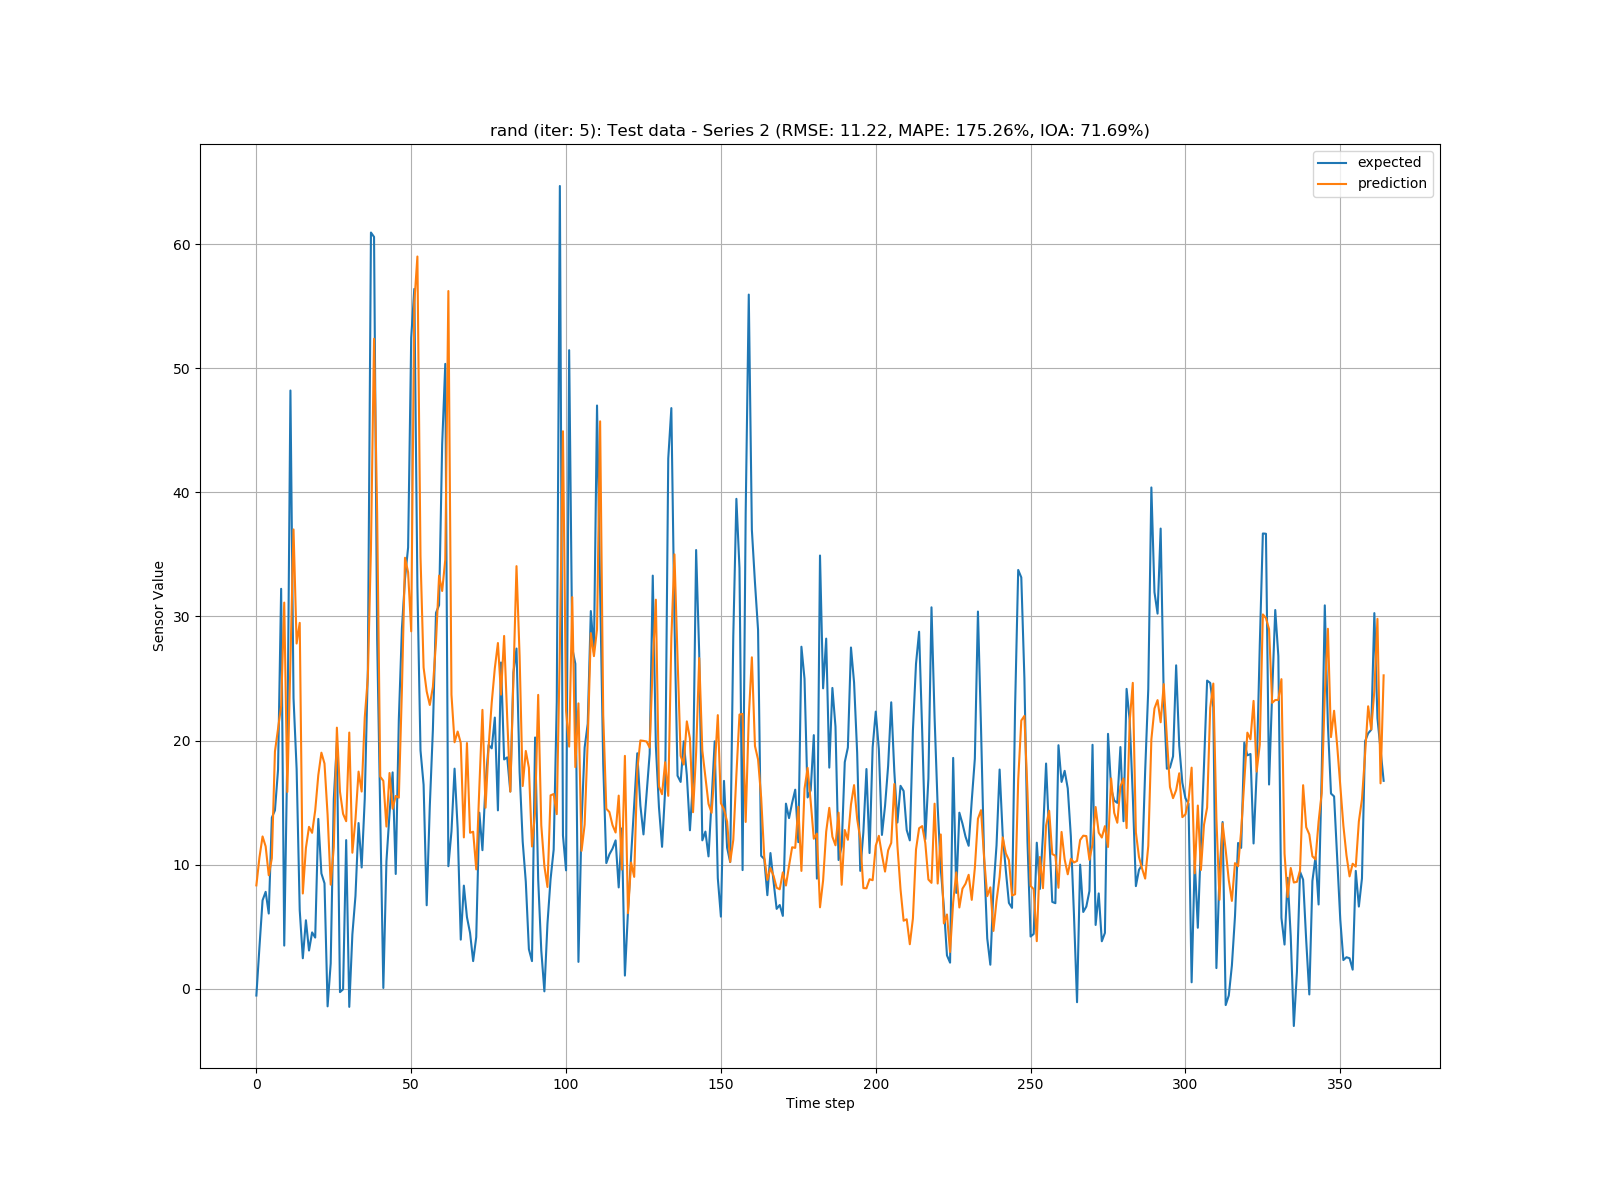 rand (iter: 5): Test data - Series 2 (RMSE: 11.22, MAPE: 175.26%, IOA: 71.69%)
expected
prediction
60
50
40
30
20
10
0
Sensor Value
0 50 100 150 200 250 300 350
Time step